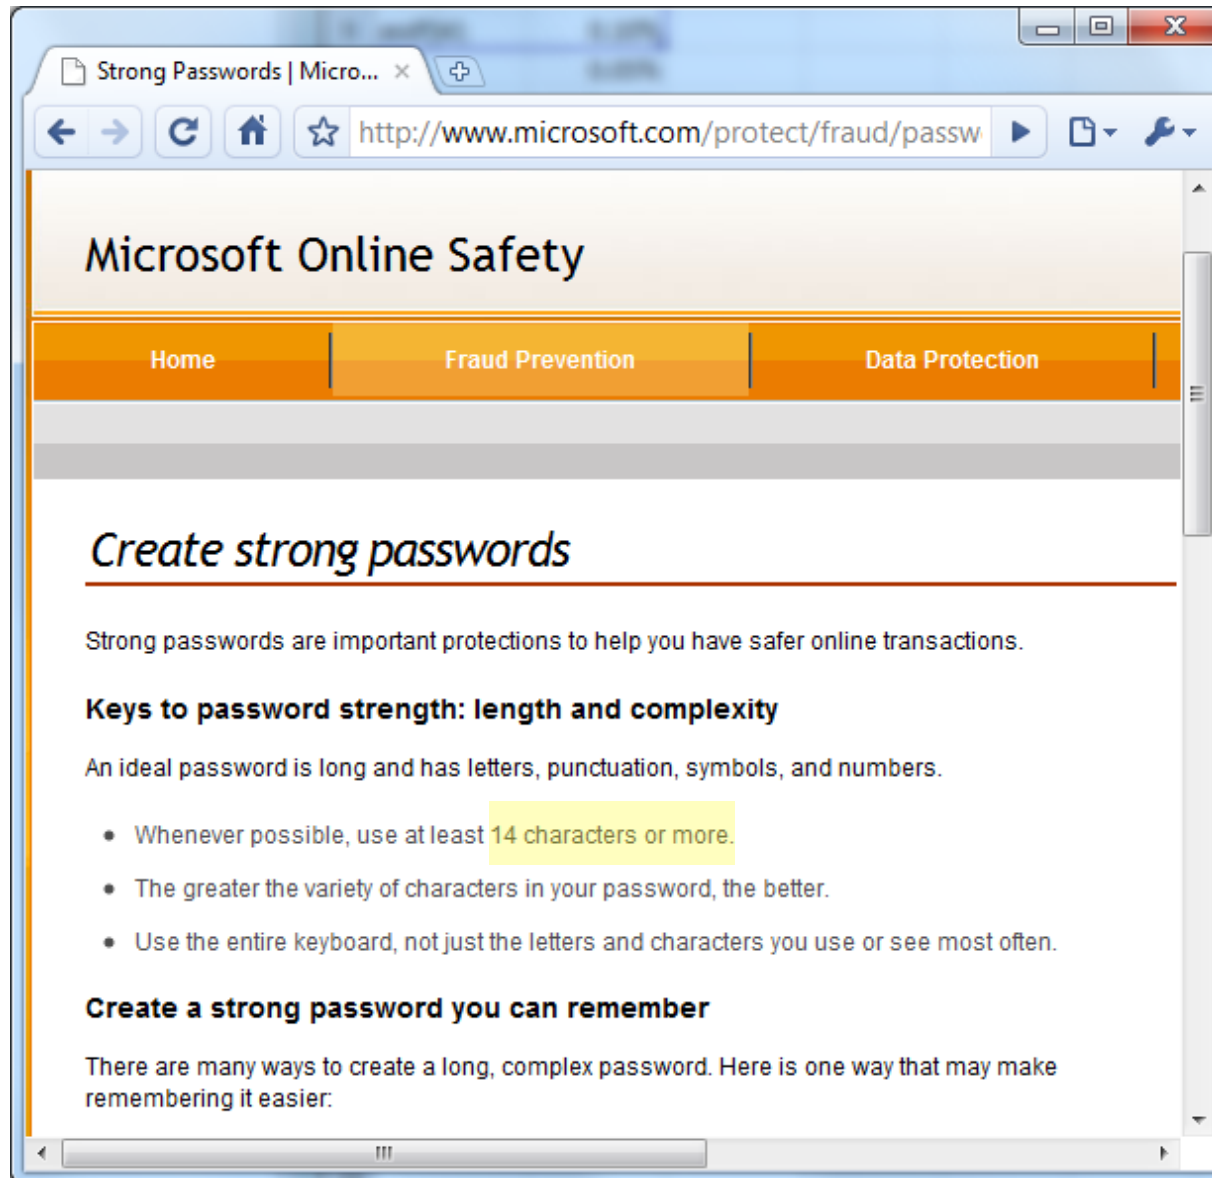 Strong Passwords | Micro...
http://www.microsoft.com/protect/fraud/passw
Microsoft Online Safety
Home
Fraud Prevention
Data Protection
Create strong passwords
Strong passwords are important protections to help you have safer online transactions.
Keys to password strength: length and complexity
An ideal password is long and has letters, punctuation, symbols, and numbers.
• Whenever possible, use at least 14 characters or more.
• The greater the variety of characters in your password, the better.
• Use the entire keyboard, not just the letters and characters you use or see most often.
Create a strong password you can remember
There are many ways to create a long, complex password. Here is one way that may make
remembering it easier: